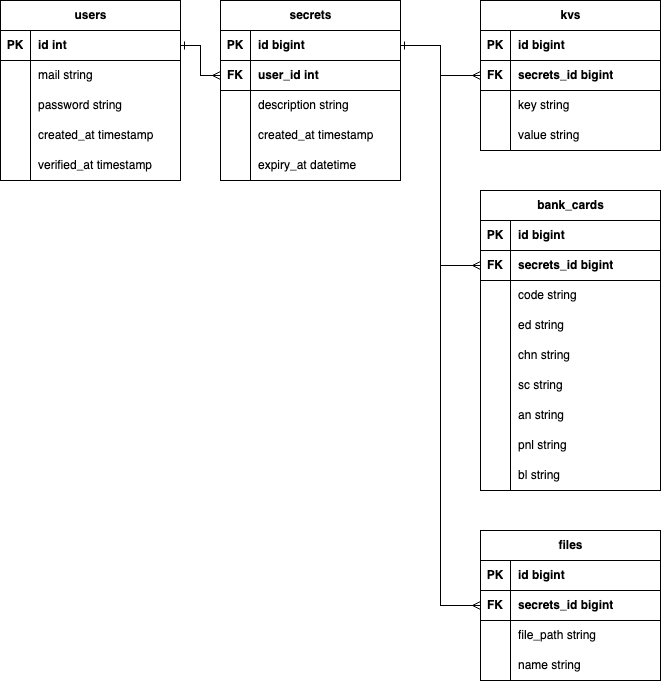 users
PK id int
mail string
password string
created_at timestamp
verified_at timestamp
secrets
PK id bigint
FK user_id int
description string
created_at timestamp
expiry_at datetime
kvs
PK id bigint
FK secrets_id bigint
key string
value string
bank_cards
PK id bigint
FK secrets_id bigint
code string
ed string
chn string
sc string
an string
pnl string
bl string
files
PK id bigint
FK secrets_id bigint
file_path string
name string